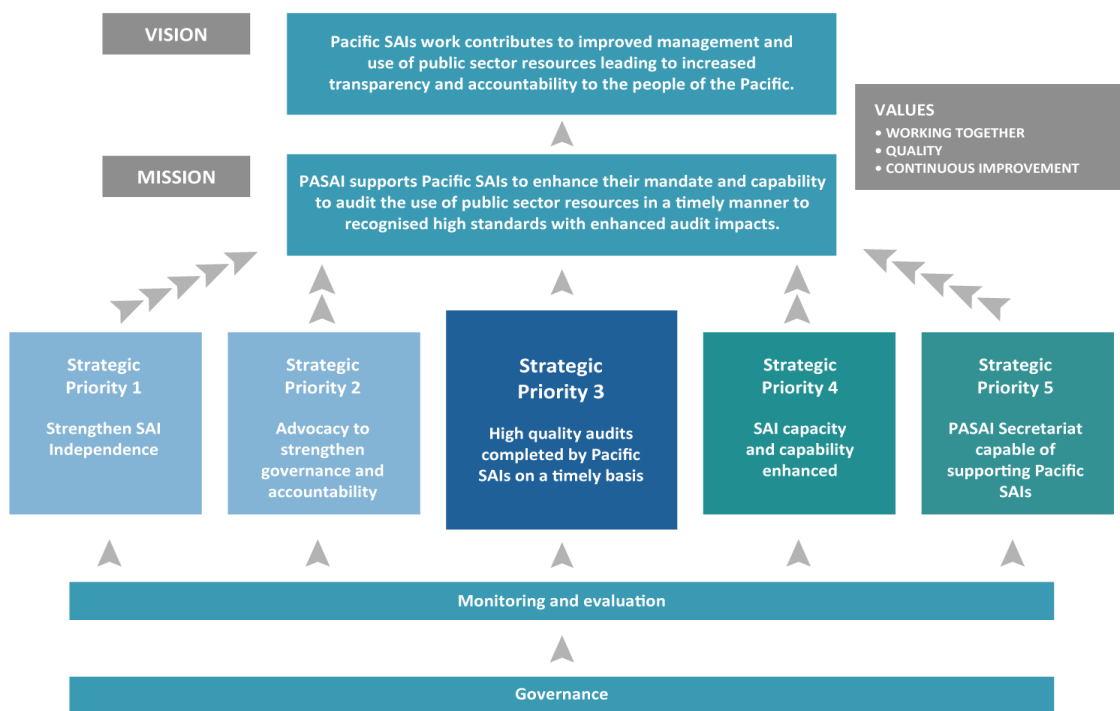 VISION
Pacific SAIs work contributes to improved management and
use of public sector resources leading to increased
transparency and accountability to the people of the Pacific.
VALUES
• WORKING TOGETHER
• QUALITY
• CONTINUOUS IMPROVEMENT
MISSION
PASAI supports Pacific SAIs to enhance their mandate and capability
to audit the use of public sector resources in a timely manner to
recognised high standards with enhanced audit impacts.
Strategic
Priority 1
Strengthen SAI
Independence
Strategic
Priority 2
Advocacy to
strengthen
governance and
accountability
Strategic
Priority 3
High quality audits
completed by Pacific
SAIs on a timely basis
Strategic
Priority 4
SAI capacity
and capability
enhanced
Strategic
Priority 5
PASAI Secretariat
capable of
supporting Pacific
SAIs
Monitoring and evaluation
Governance